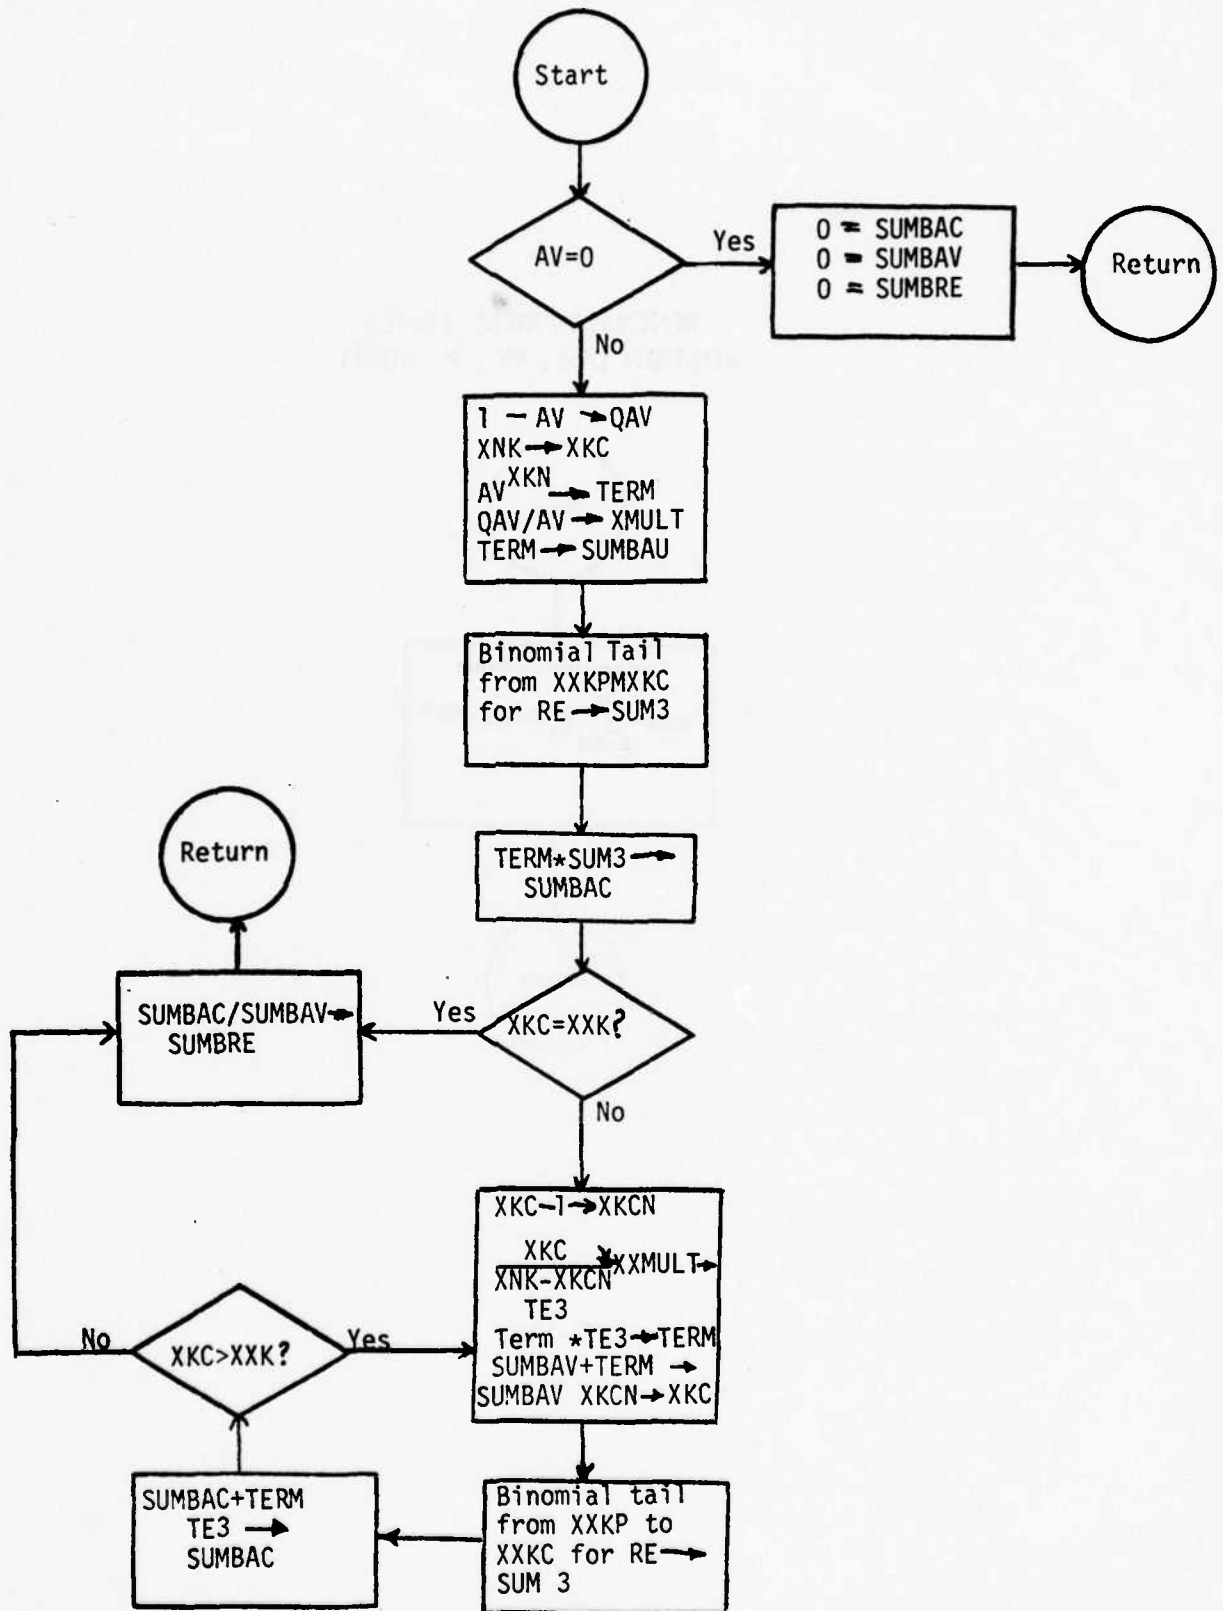 Start
AV=0
Yes
0 = SUMBAC
0 = SUMBAV
0 = SUMBRE
Return
No
1 — AV → QAV
XNK → XKC
AV^XKN → TERM
QAV/AV → XMULT
TERM → SUMBAU
Binomial Tail
from XXKPMXKC
for RE → SUM3
TERM*SUM3 →
SUMBAC
Return
XKC=XXK?
Yes
SUMBAC/SUMBAV →
SUMBRE
No
XKC-1 → XKCN
XKC
XNK-XKCN
*XXMULT →
TE3
Term *TE3 → TERM
SUMBAV+TERM →
SUMBAV XKCN → XKC
XKC>XXK?
No
Yes
Binomial tail
from XXKP to
XXKC for RE →
SUM 3
SUMBAC+TERM
TE3 →
SUMBAC